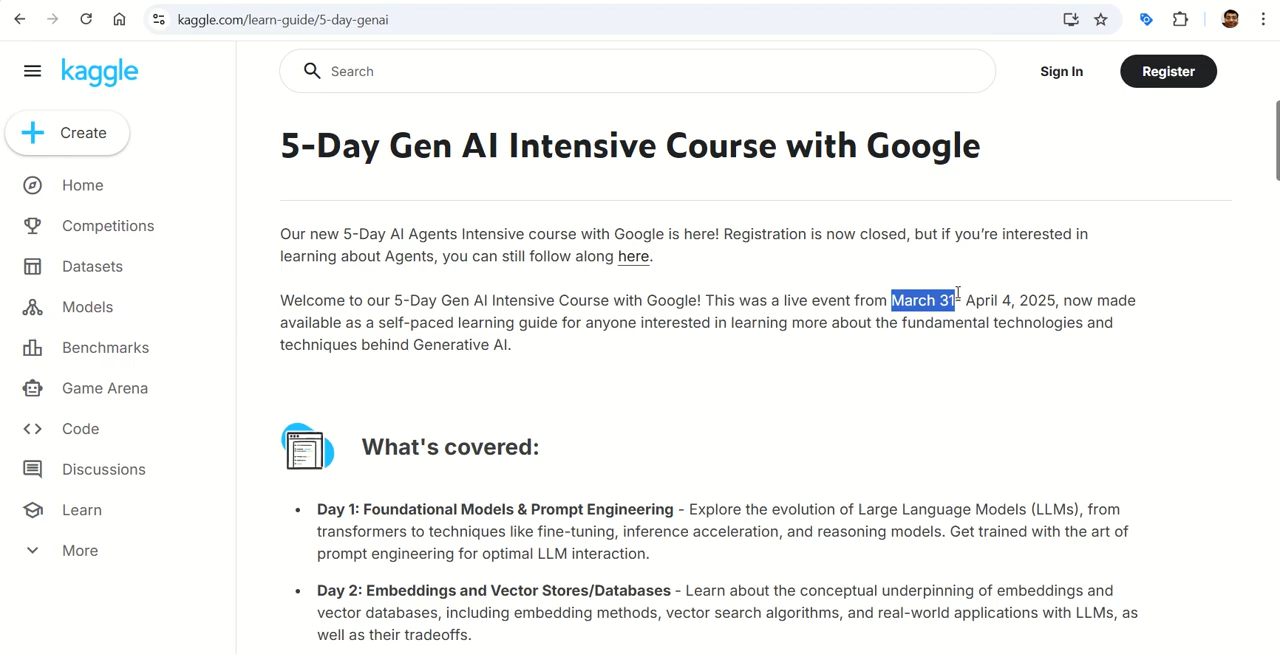 kaggle.com/learn-guide/5-day-genai
kaggle
Search
Sign In
Register
Create
Home
Competitions
Datasets
Models
Benchmarks
Game Arena
Code
Discussions
Learn
More
5-Day Gen AI Intensive Course with Google
Our new 5-Day AI Agents Intensive course with Google is here! Registration is now closed, but if you’re interested in
learning about Agents, you can still follow along here.
Welcome to our 5-Day Gen AI Intensive Course with Google! This was a live event from March 31- April 4, 2025, now made
available as a self-paced learning guide for anyone interested in learning more about the fundamental technologies and
techniques behind Generative AI.
What's covered:
• Day 1: Foundational Models & Prompt Engineering - Explore the evolution of Large Language Models (LLMs), from
transformers to techniques like fine-tuning, inference acceleration, and reasoning models. Get trained with the art of
prompt engineering for optimal LLM interaction.
• Day 2: Embeddings and Vector Stores/Databases - Learn about the conceptual underpinning of embeddings and
vector databases, including embedding methods, vector search algorithms, and real-world applications with LLMs, as
well as their tradeoffs.